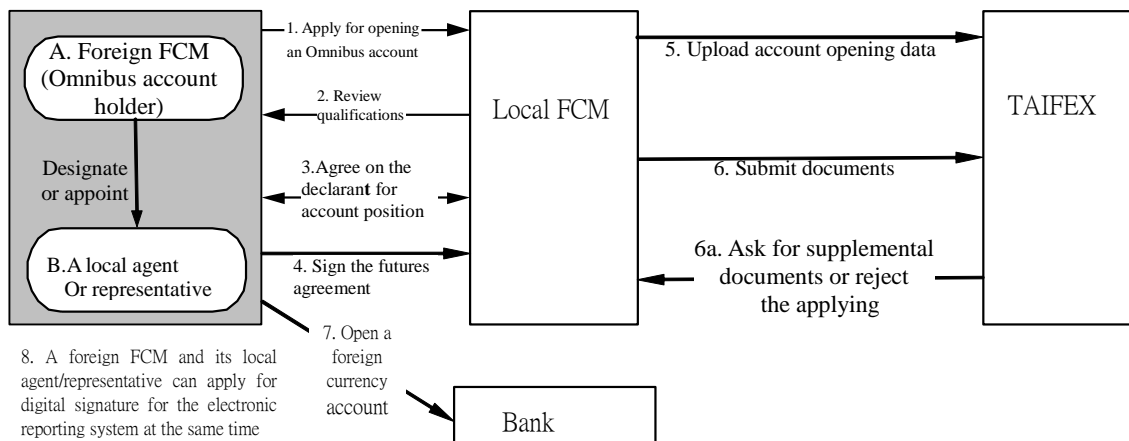 A. Foreign FCM
(Omnibus account
holder)
Designate
or appoint
B.A local agent
Or representative
1. Apply for opening
an Omnibus account
2. Review
qualifications
3.Agree on the
declarant for
account position
4. Sign the futures
agreement
Local FCM
5. Upload account opening data
6. Submit documents
6a. Ask for supplemental
documents or reject
the applying
TAIFEX
7. Open a
foreign
currency
account
Bank
8. A foreign FCM and its local
agent/representative can apply for
digital signature for the electronic
reporting system at the same time